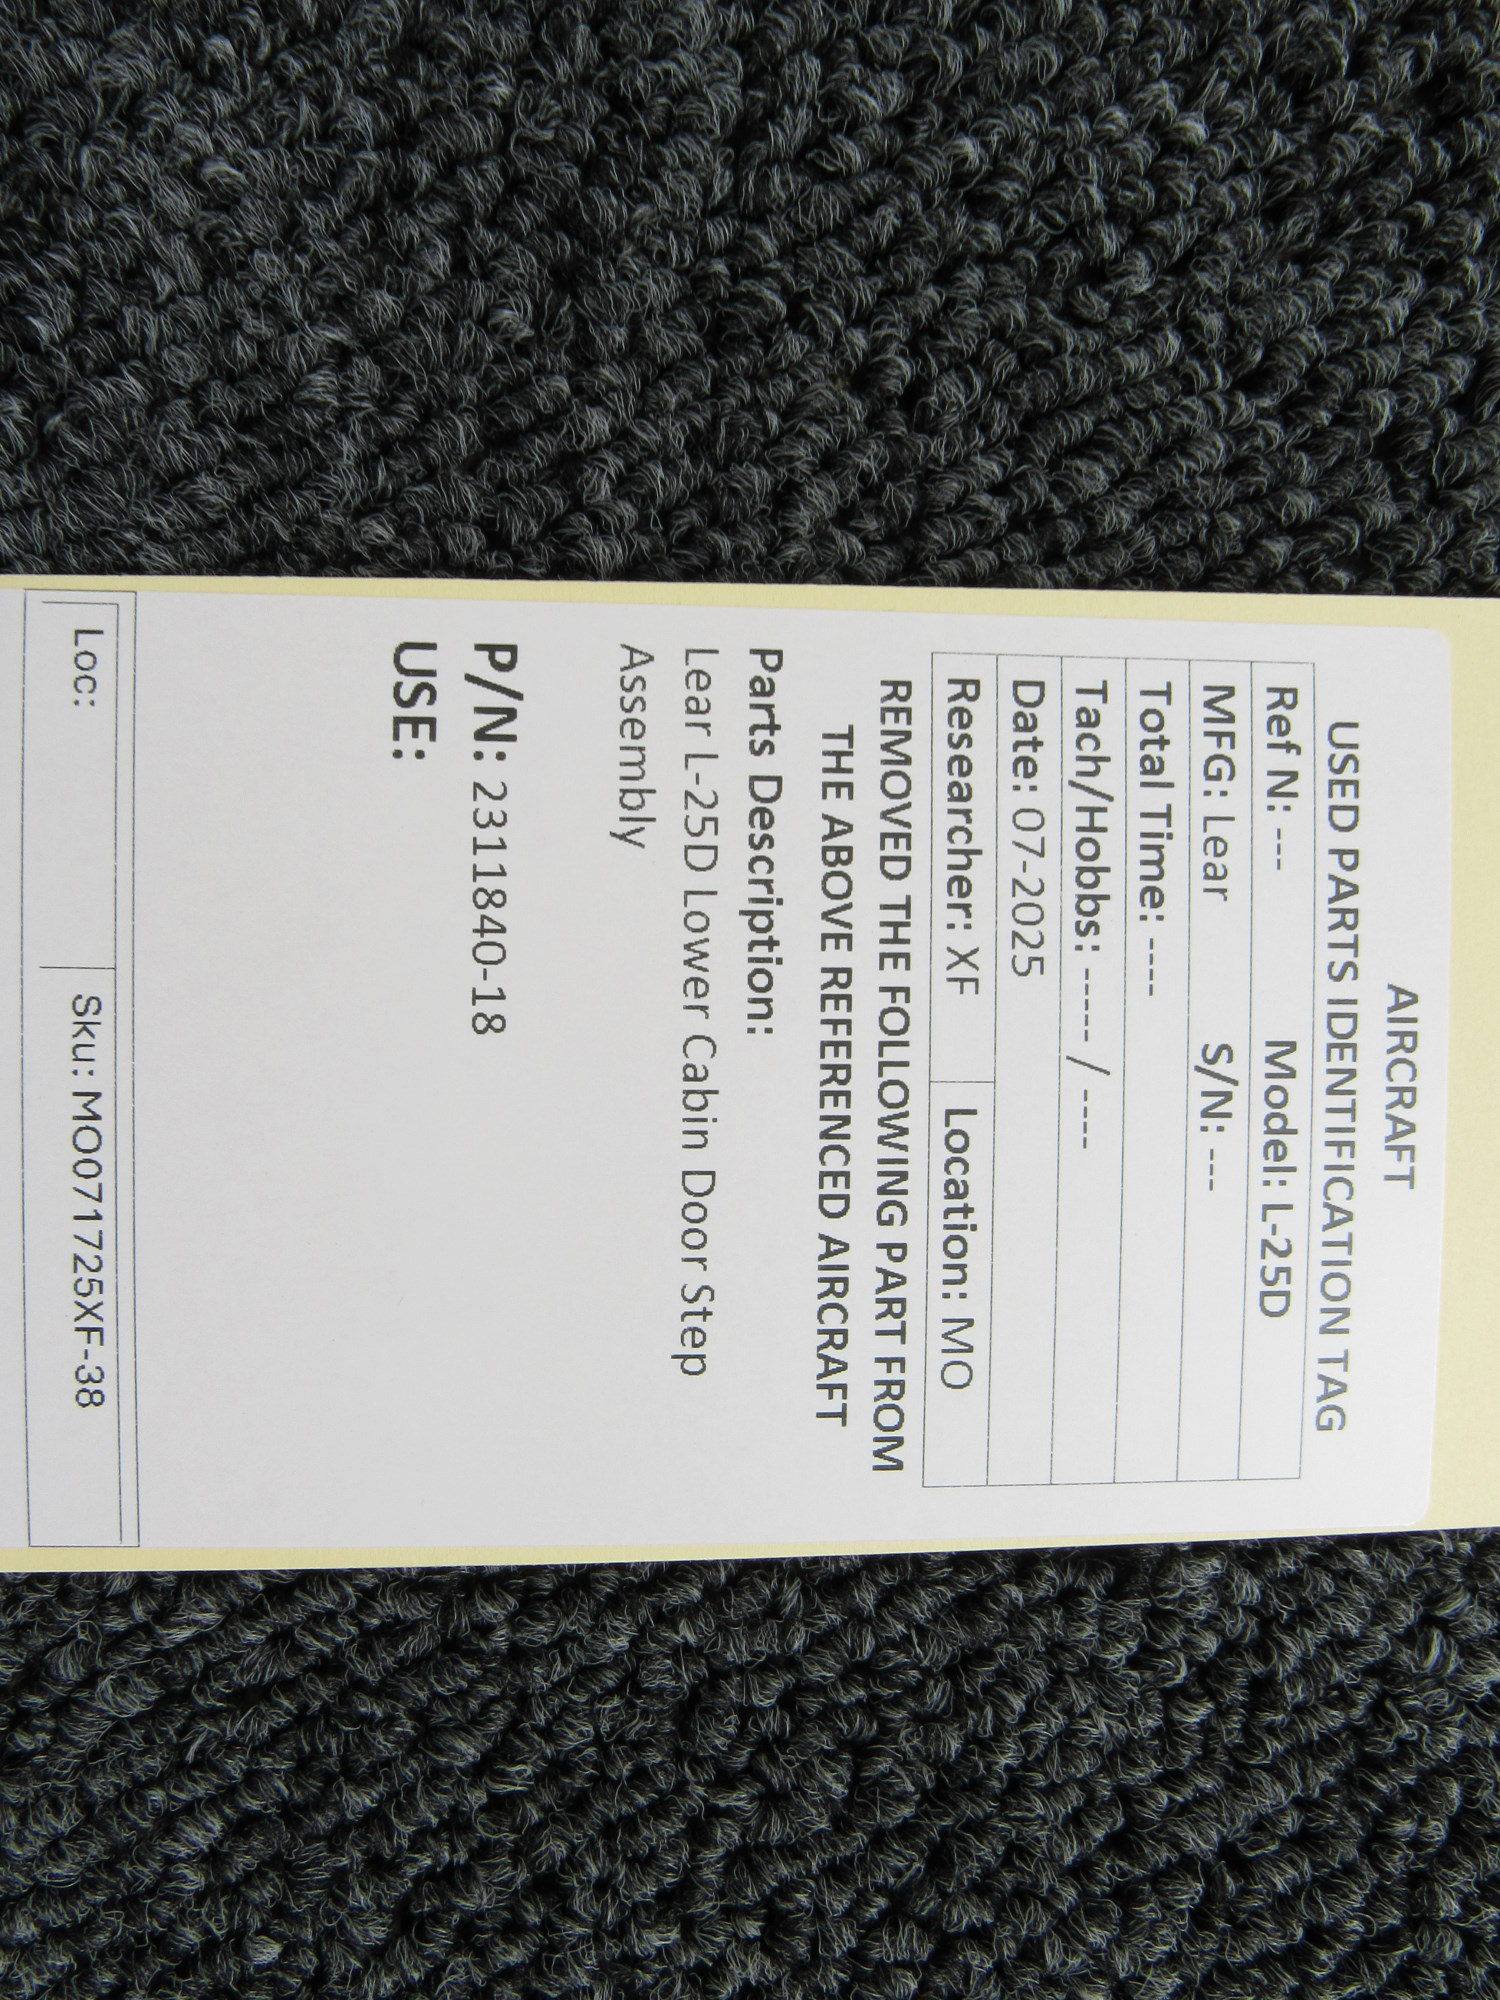 AIRCRAFT
USED PARTS IDENTIFICATION TAG
Ref N: --- Model: L-25D
MFG: Lear S/N: ---
Total Time: ----
Tach/Hobbs: ----- / ----
Date: 07-2025
Researcher: XF Location: MO
REMOVED THE FOLLOWING PART FROM
THE ABOVE REFERENCED AIRCRAFT
Parts Description:
Lear L-25D Lower Cabin Door Step
Assembly
P/N: 2311840-18
USE:
Loc: Sku: MO071725XF-38